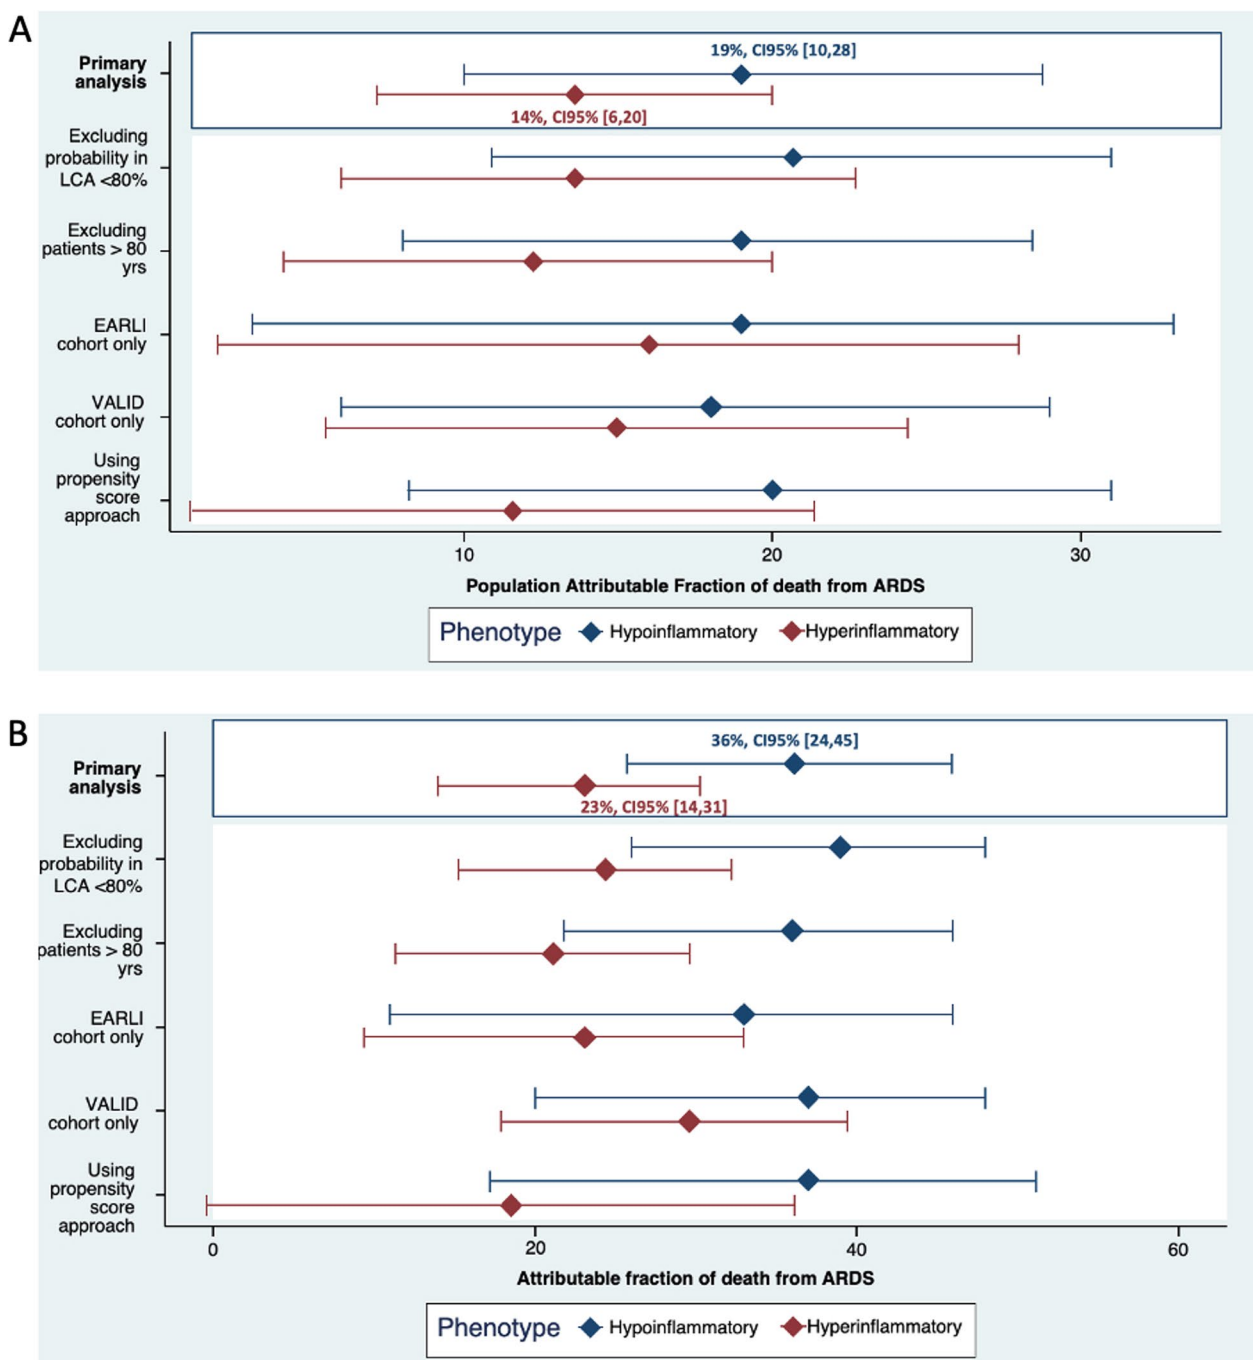 A
19%, CI95% [10,28]
Primary
analysis
14%, CI95% [6,20]
Excluding
probability in
LCA <80%
Excluding
patients > 80
yrs
EARLI
cohort only
VALID
cohort only
Using
propensity
score
approach
10 20 30
Population Attributable Fraction of death from ARDS
Phenotype Hypoinflammatory Hyperinflammatory
B
36%, CI95% [24,45]
Primary
analysis
23%, CI95% [14,31]
Excluding
probability in
LCA <80%
Excluding
patients > 80
yrs
EARLI
cohort only
VALID
cohort only
Using
propensity
score
approach
0 20 40 60
Attributable fraction of death from ARDS
Phenotype Hypoinflammatory Hyperinflammatory